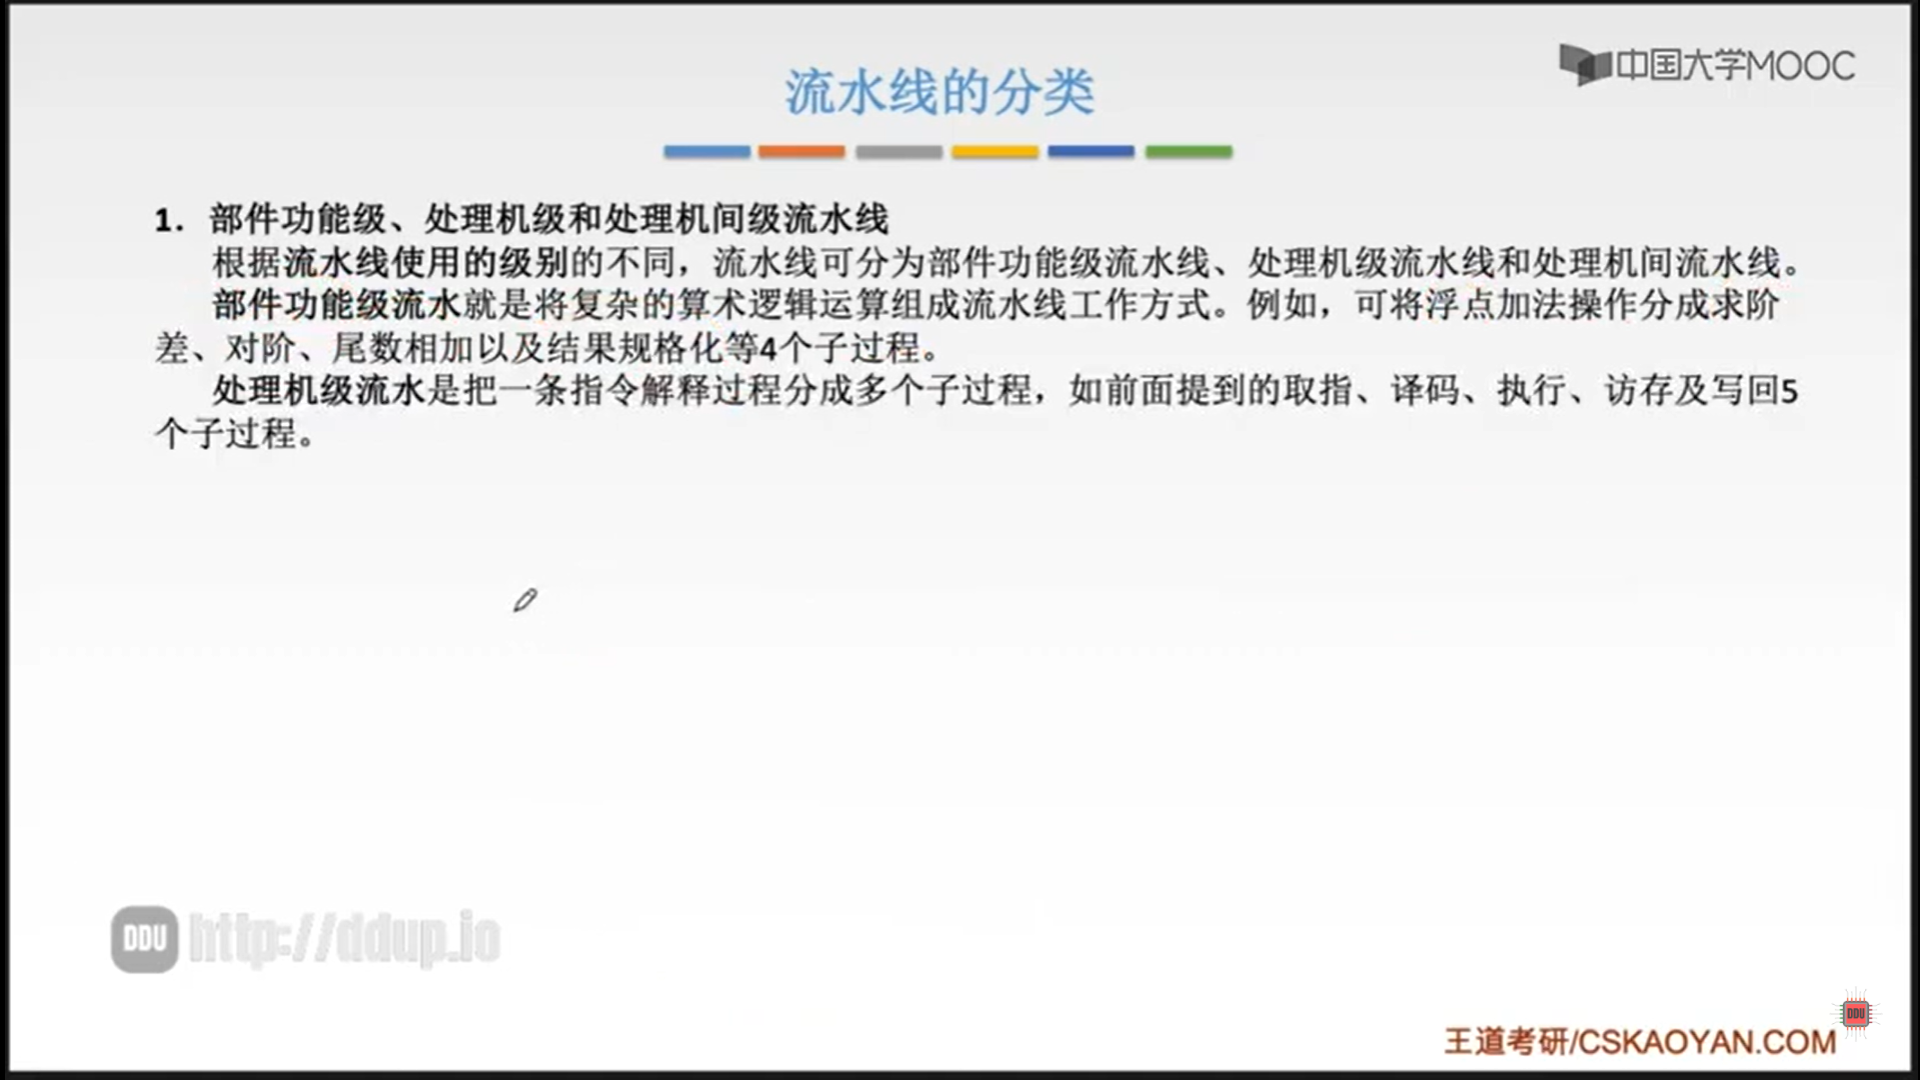 中国大学MOOC
流水线的分类
1. 部件功能级、处理机级和处理机间级流水线
根据流水线使用的级别的不同，流水线可分为部件功能级流水线、处理机级流水线和处理机间流水线。
部件功能级流水就是将复杂的算术逻辑运算组成流水线工作方式。例如，可将浮点加法操作分成求阶
差、对阶、尾数相加以及结果规格化等4个子过程。
处理机级流水是把一条指令解释过程分成多个子过程，如前面提到的取指、译码、执行、访存及写回5
个子过程。
DDU http://ddup.io
DDU
王道考研/CSKAOYAN.COM